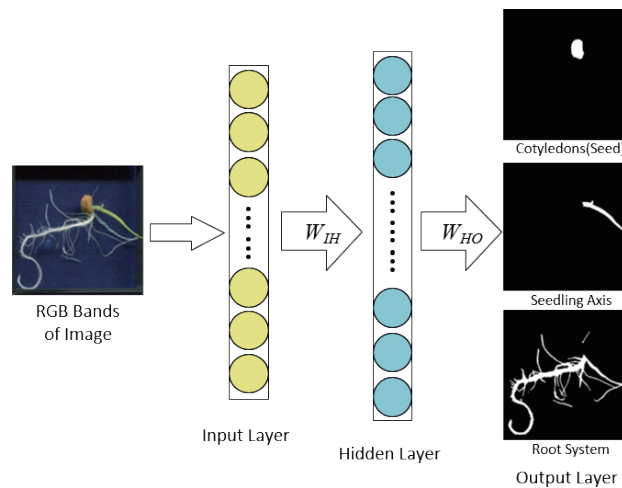 RGB Bands
of Image
Input Layer
W_IH
Hidden Layer
W_HO
Cotyledons(Seed)
Seedling Axis
Root System
Output Layer